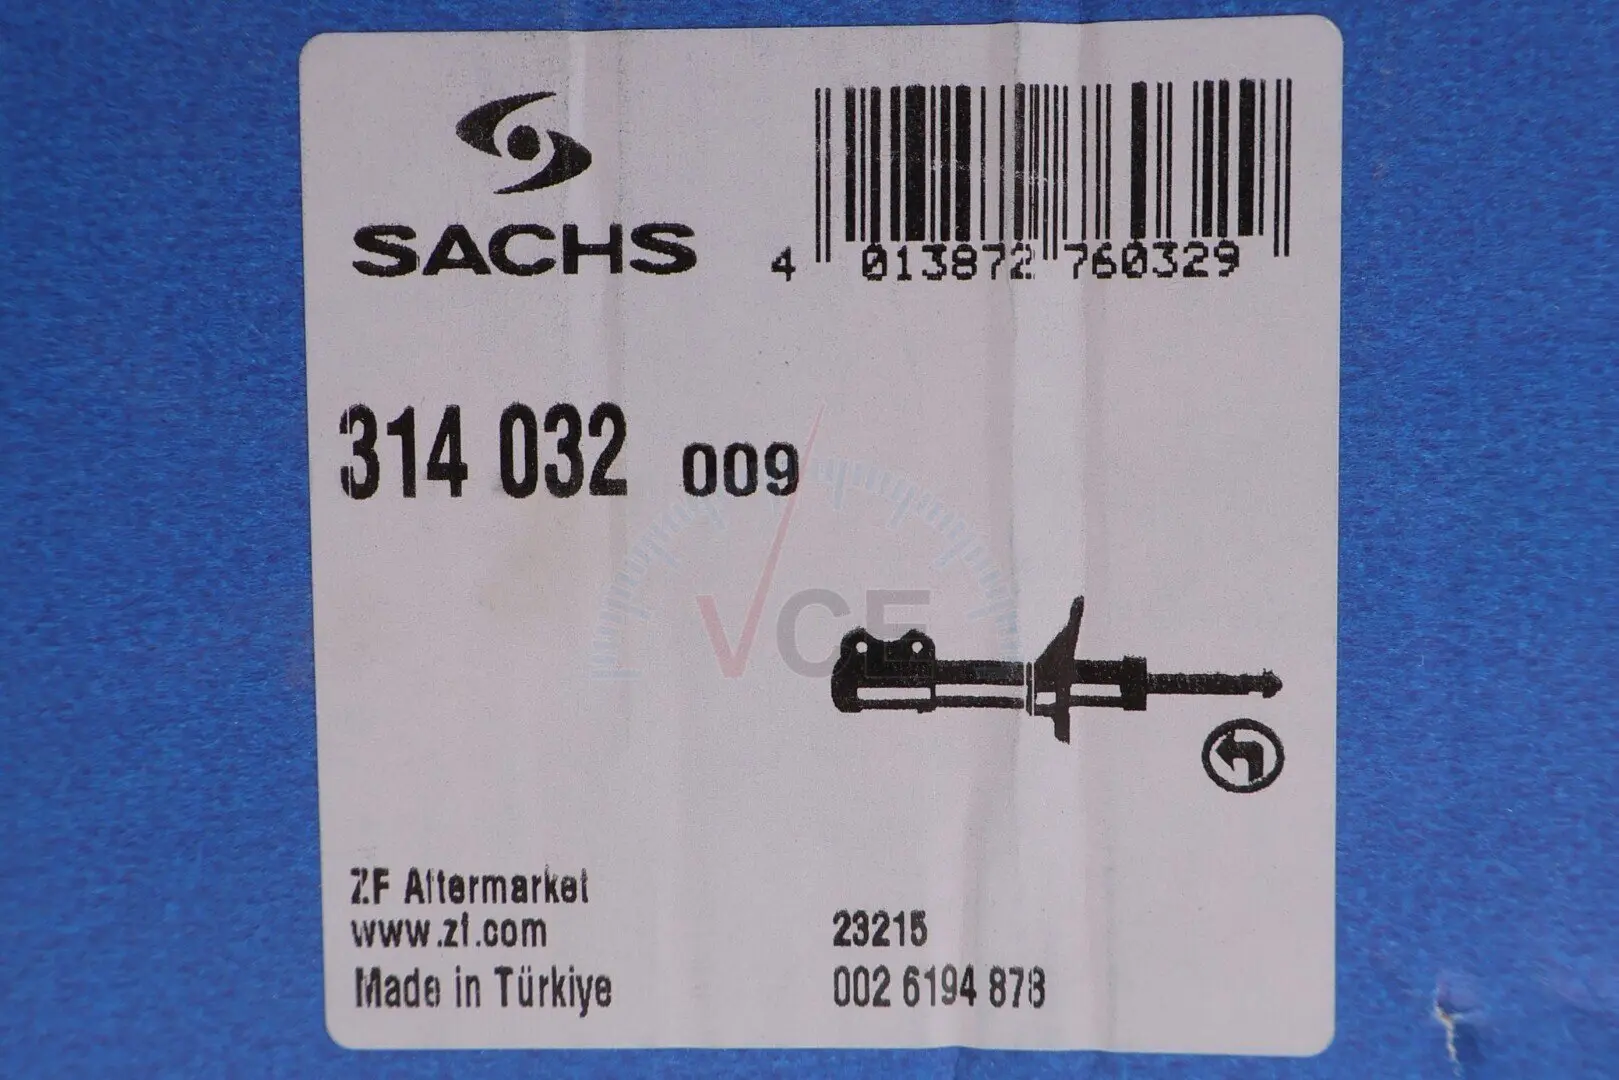 SACHS
4 013872 760329
314 032 009
VCE
ZF Aftermarket
www.zf.com
Made in Türkiye
23215
002 6194 878